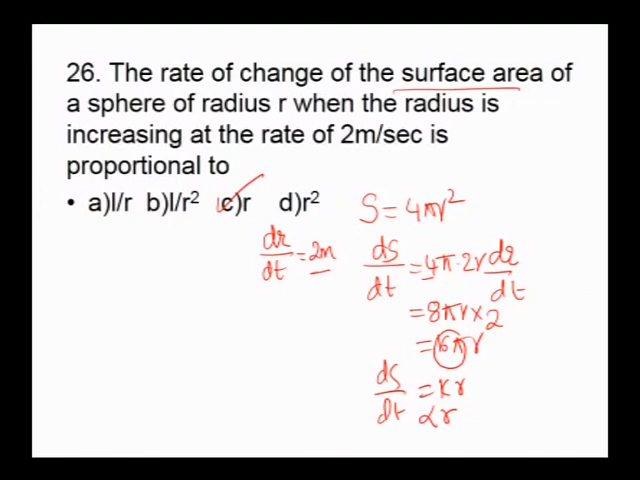 26. The rate of change of the surface area of
a sphere of radius r when the radius is
increasing at the rate of 2m/sec is
proportional to
• a)l/r b)l/r² c)r d)r²
S = 4πr²
dr/dt = 2m
dS/dt = 4π·2r dr/dt
= 8πr×2
= 16πr
dS/dt = Kr
∝ r